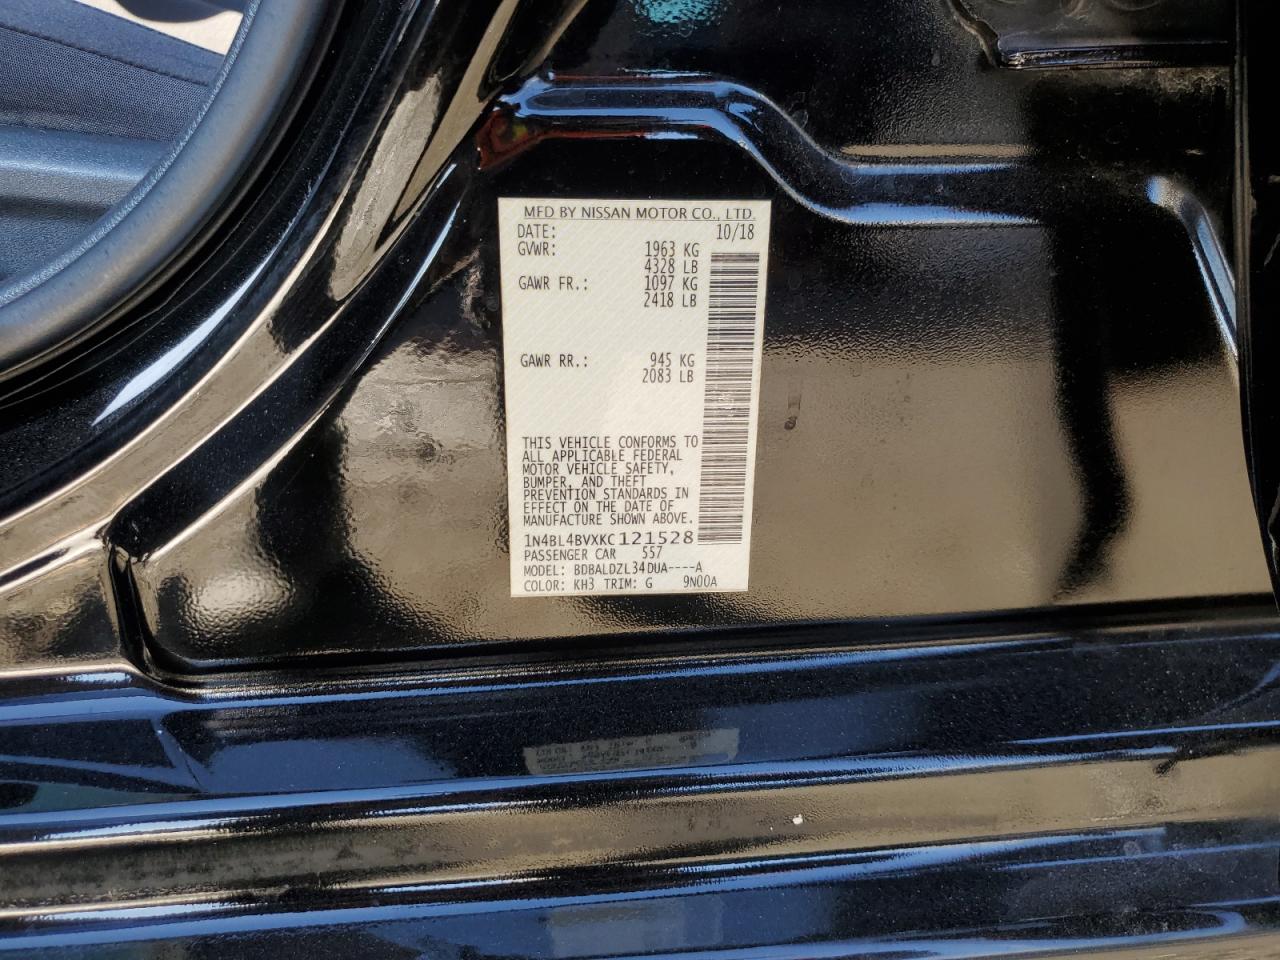 MFD BY NISSAN MOTOR CO., LTD.
DATE: 10/18
GVWR: 1963 KG
4328 LB
GAWR FR.: 1097 KG
2418 LB
GAWR RR.: 945 KG
2083 LB
THIS VEHICLE CONFORMS TO
ALL APPLICABLE FEDERAL
MOTOR VEHICLE SAFETY,
BUMPER, AND THEFT
PREVENTION STANDARDS IN
EFFECT ON THE DATE OF
MANUFACTURE SHOWN ABOVE.
1N4BL4BVXKC121528
PASSENGER CAR 557
MODEL: BDBALDZL34DUA----A
COLOR: KH3 TRIM: G 9N00A